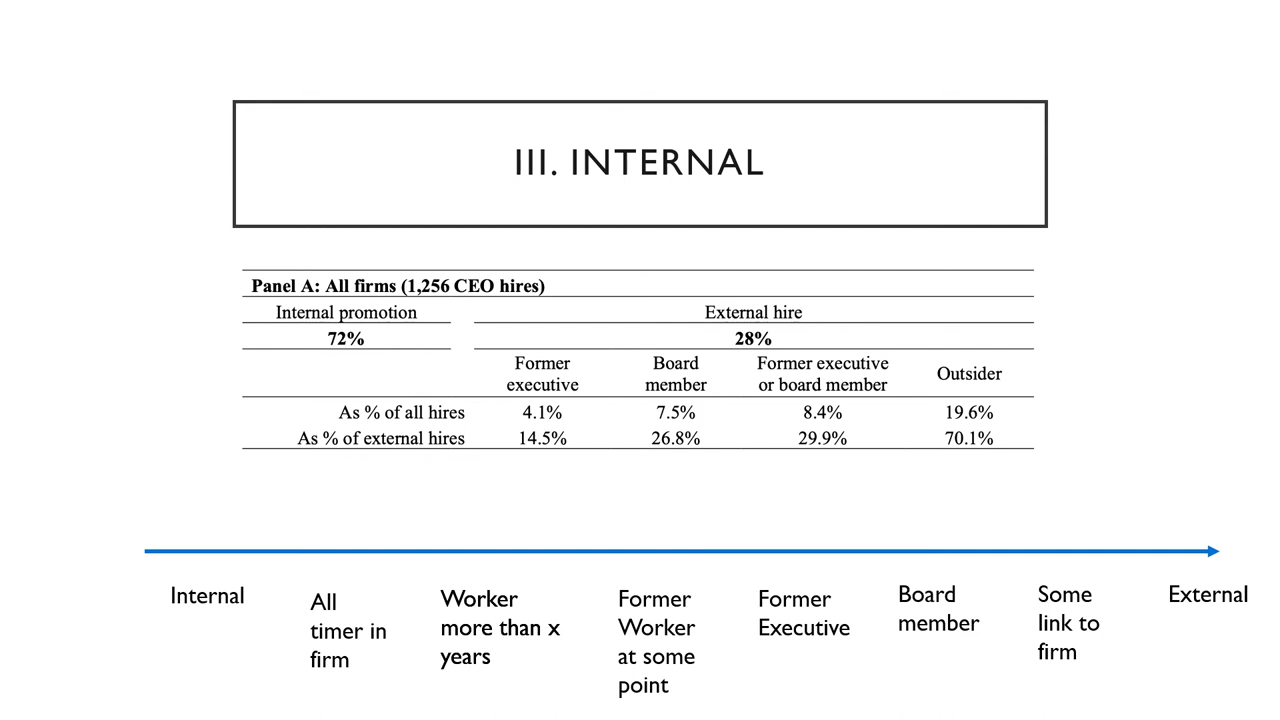 III. INTERNAL
Panel A: All firms (1,256 CEO hires)
Internal promotion External hire
72% 28%
Former executive Board member Former executive or board member Outsider
As % of all hires 4.1% 7.5% 8.4% 19.6%
As % of external hires 14.5% 26.8% 29.9% 70.1%
Internal
All
timer in
firm
Worker
more than x
years
Former
Worker
at some
point
Former
Executive
Board
member
Some
link to
firm
External